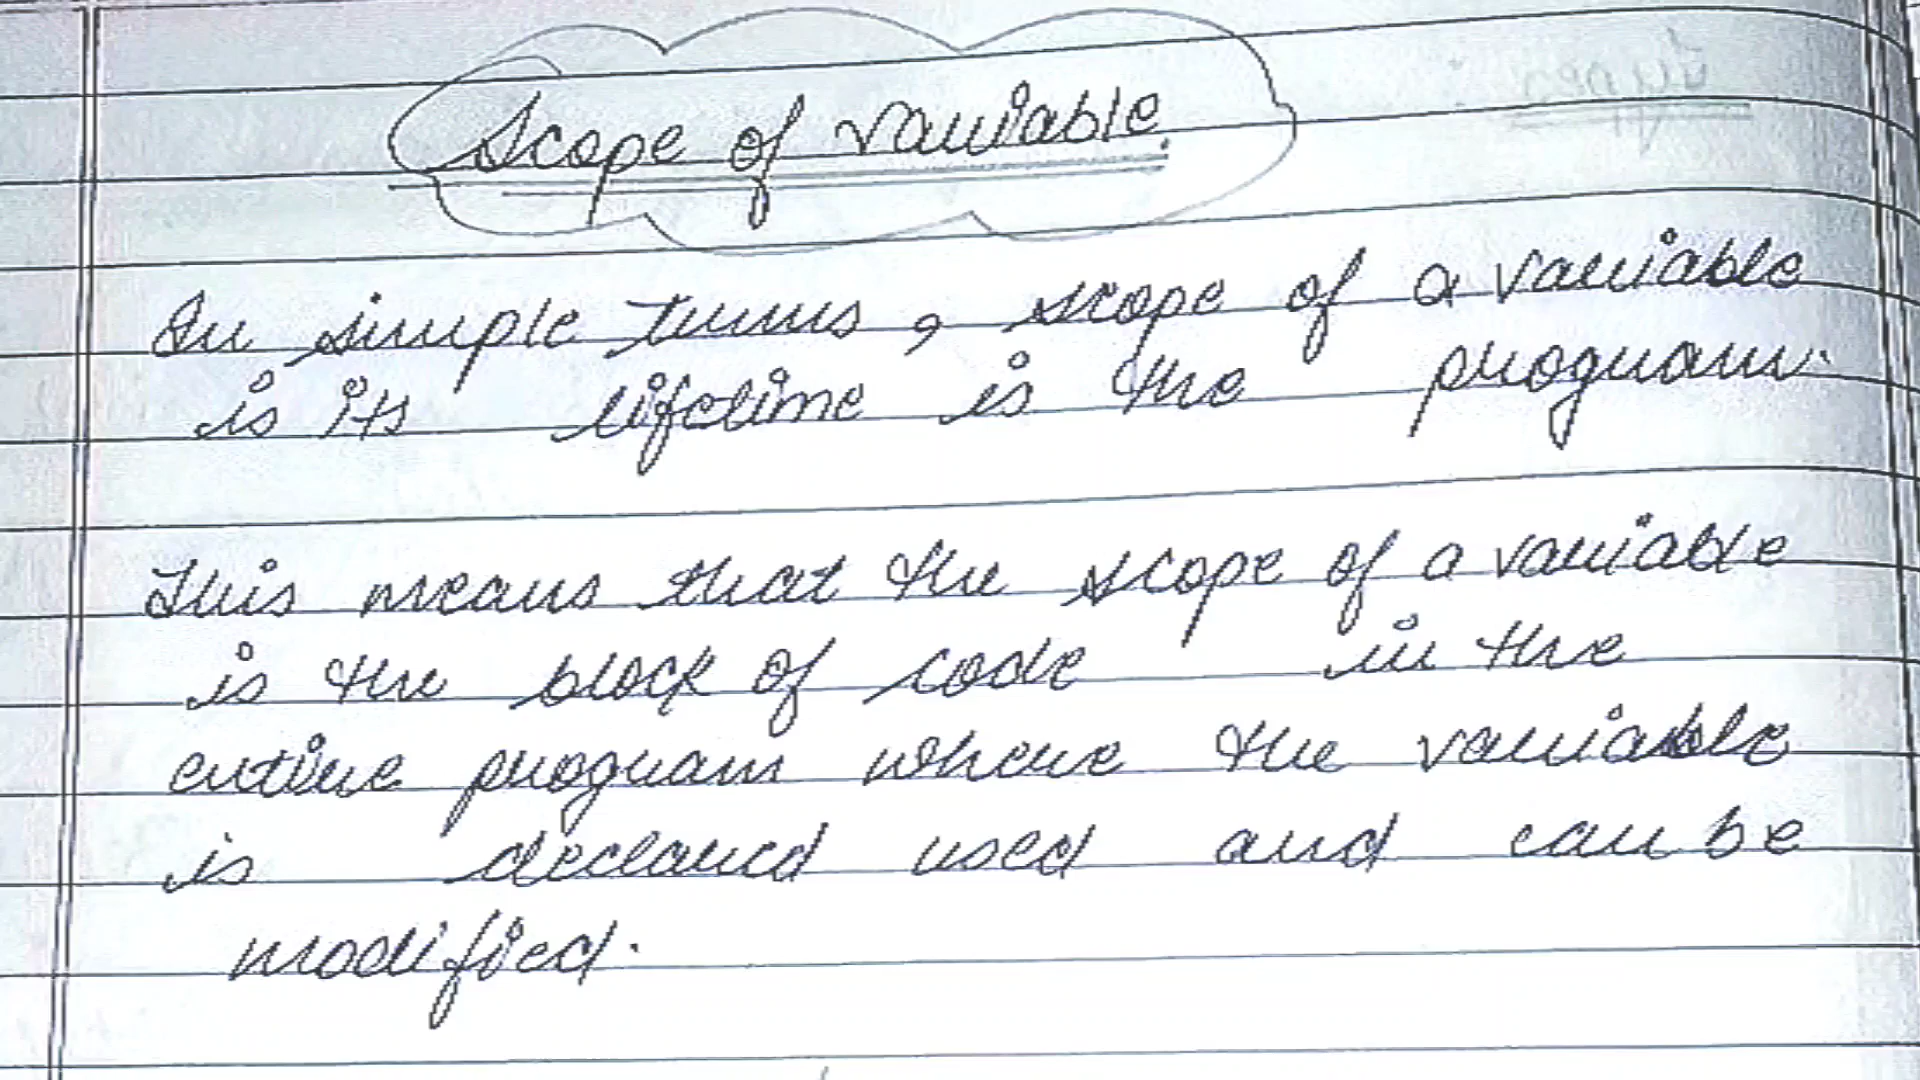 Scope of variable.
In simple terms, scope of a variable
is its lifetime is the program.
This means that the scope of a variable
is the block of code in the
entire program where the variable
is declared used and can be
modified.